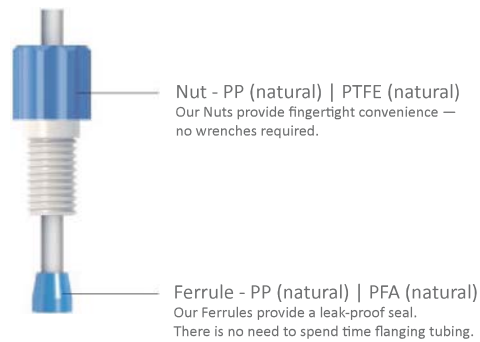 Nut - PP (natural) | PTFE (natural)
Our Nuts provide fingertight convenience —
no wrenches required.
Ferrule - PP (natural) | PFA (natural)
Our Ferrules provide a leak-proof seal.
There is no need to spend time flanging tubing.